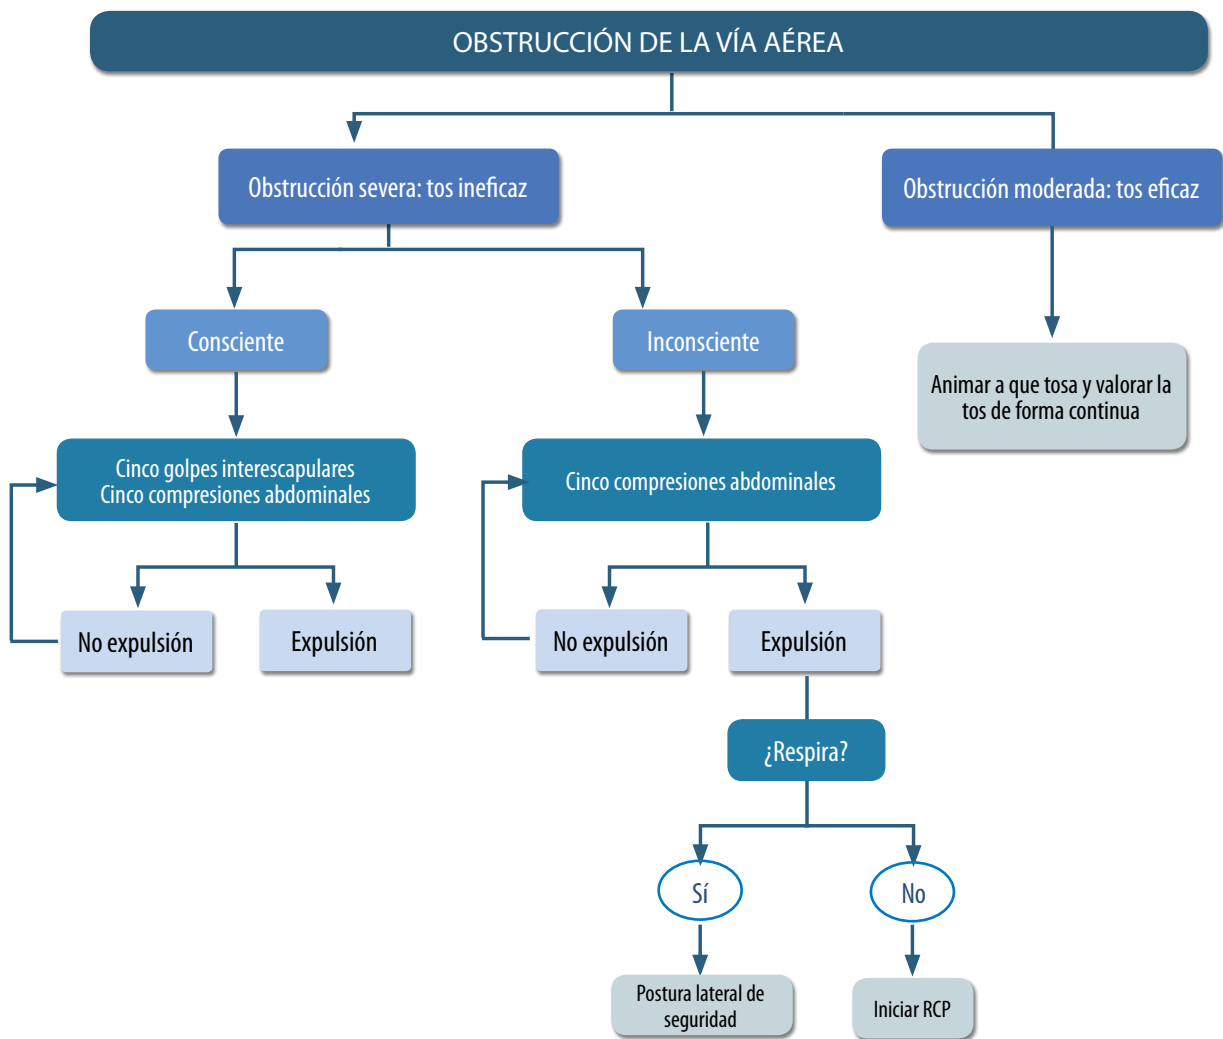 OBSTRUCCIÓN DE LA VÍA AÉREA
Obstrucción severa: tos ineficaz
Obstrucción moderada: tos eficaz
Consciente
Inconsciente
Animar a que tosa y valorar la
tos de forma continua
Cinco golpes interescapulares
Cinco compresiones abdominales
Cinco compresiones abdominales
No expulsión
Expulsión
No expulsión
Expulsión
¿Respira?
Sí
No
Postura lateral de
seguridad
Iniciar RCP